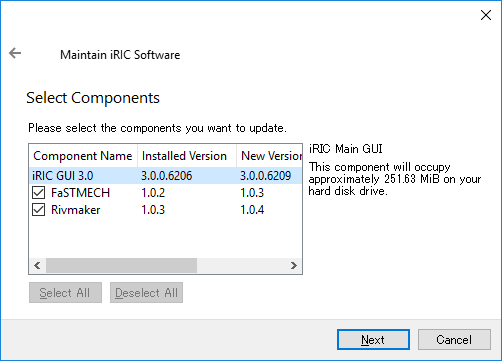 Maintain iRIC Software
Select Components
Please select the components you want to update.
Component Name Installed Version New Version
iRIC GUI 3.0 3.0.0.6206 3.0.0.6209
FaSTMECH 1.0.2 1.0.3
Rivmaker 1.0.3 1.0.4
iRIC Main GUI
This component will occupy
approximately 251.63 MiB on your
hard disk drive.
Select All Deselect All
Next Cancel